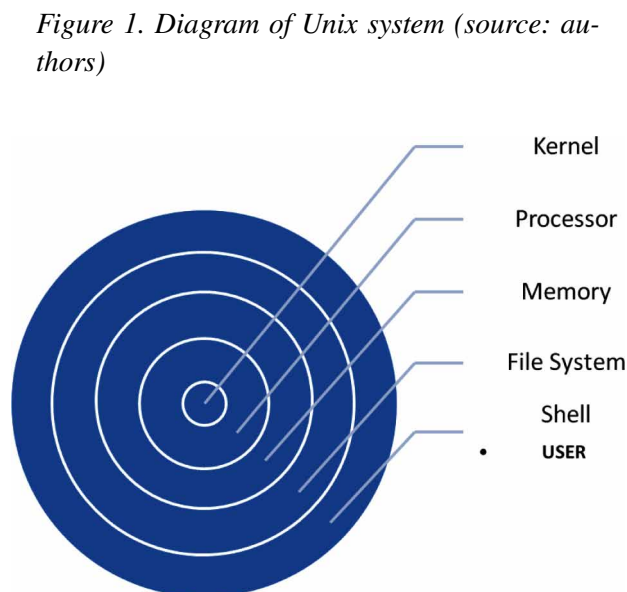 Figure 1. Diagram of Unix system (source: au-
thors)
Kernel
Processor
Memory
File System
Shell
• USER